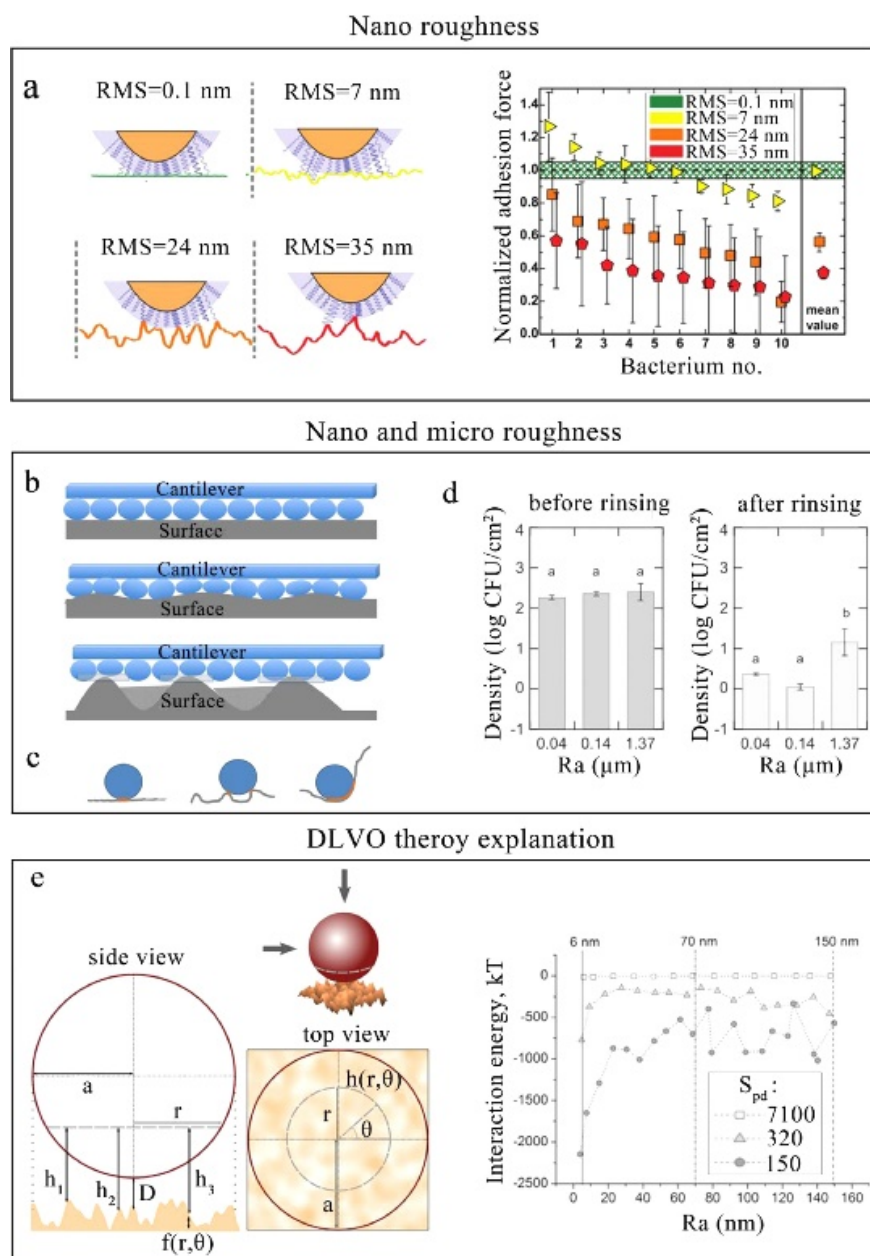 Nano roughness
a
RMS=0.1 nm
RMS=7 nm
RMS=24 nm
RMS=35 nm
Normalized adhesion force
1.4
1.2
1.0
0.8
0.6
0.4
0.2
0.0
RMS=0.1 nm
RMS=7 nm
RMS=24 nm
RMS=35 nm
1 2 3 4 5 6 7 8 9 10
mean
value
Bacterium no.
Nano and micro roughness
b
Cantilever
Surface
Cantilever
Surface
Cantilever
Surface
c
d
before rinsing
Density (log CFU/cm²)
4
3
2
1
0
-1
a a a
0.04 0.14 1.37
Ra (µm)
after rinsing
Density (log CFU/cm²)
4
3
2
1
0
-1
a a b
0.04 0.14 1.37
Ra (µm)
DLVO theroy explanation
e
side view
a
r
h₁
h₂
D
h₃
f(r,θ)
top view
h(r,θ)
r
θ
a
6 nm
70 nm
150 nm
Interaction energy, kT
0
-500
-1000
-1500
-2000
-2500
S_pd :
7100
320
150
0 20 40 60 80 100 120 140 160
Ra (nm)